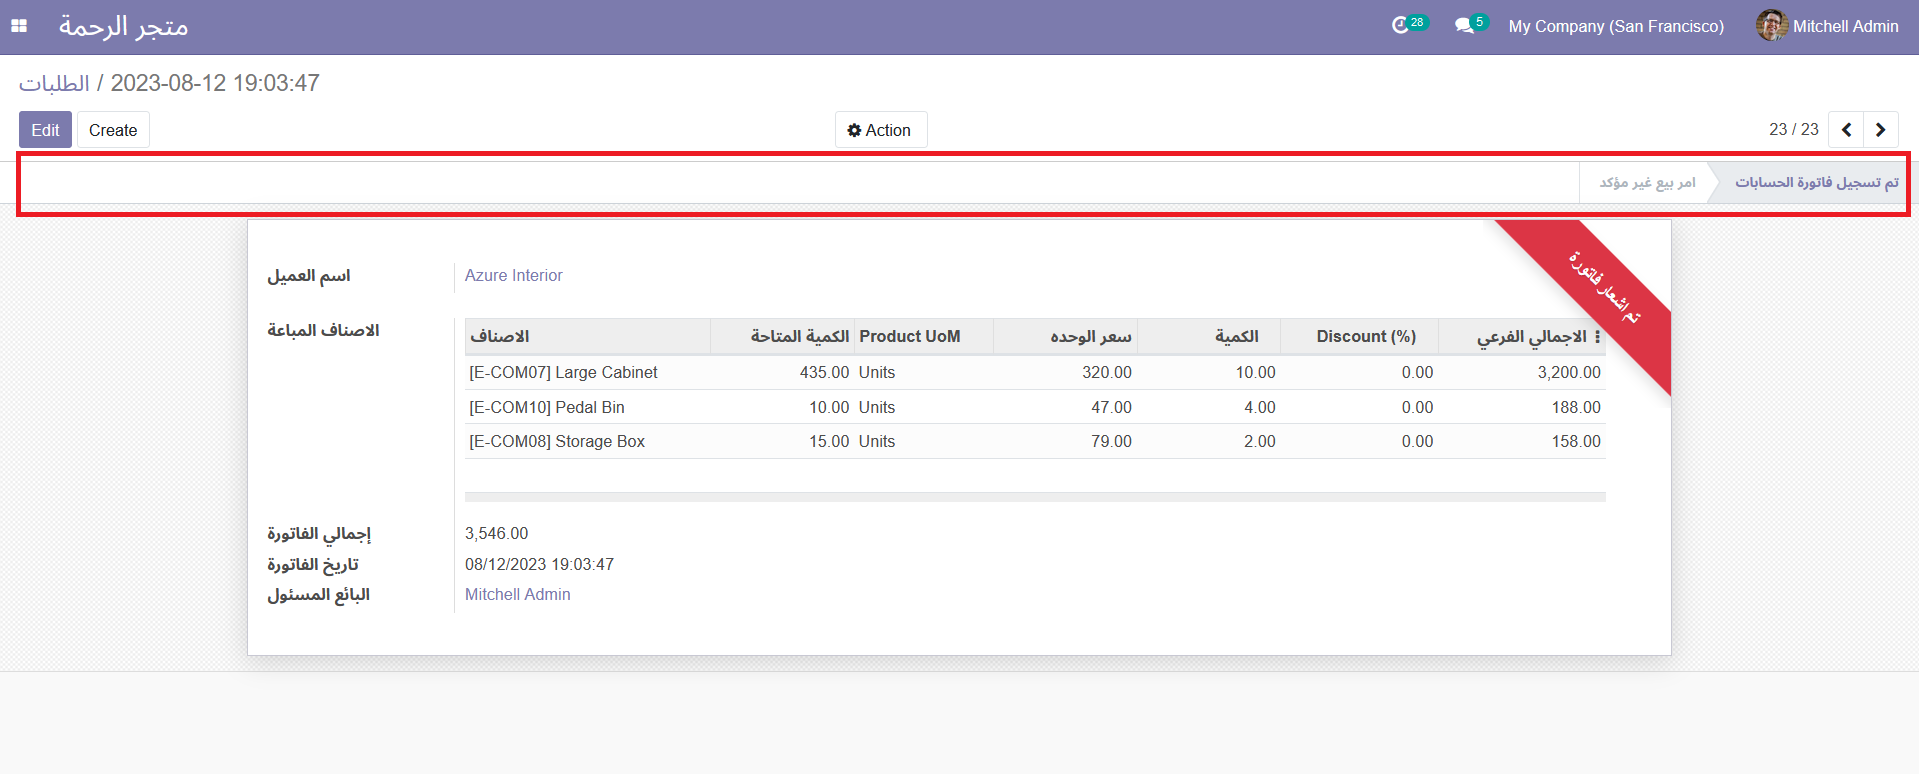 متجر الرحمة
28
5
My Company (San Francisco)
Mitchell Admin
الطلبات / 2023-08-12 19:03:47
Edit
Create
Action
23 / 23
امر بيع غير مؤكد
تم تسجيل فاتورة الحسابات
تم اشعار فاتورة
اسم العميل
Azure Interior
الاصناف المباعة
الاصناف
الكمية المتاحة
Product UoM
سعر الوحده
الكمية
Discount (%)
الاجمالي الفرعي
[E-COM07] Large Cabinet 435.00 Units 320.00 10.00 0.00 3,200.00
[E-COM10] Pedal Bin 10.00 Units 47.00 4.00 0.00 188.00
[E-COM08] Storage Box 15.00 Units 79.00 2.00 0.00 158.00
إجمالي الفاتورة
3,546.00
تاريخ الفاتورة
08/12/2023 19:03:47
البائع المسئول
Mitchell Admin